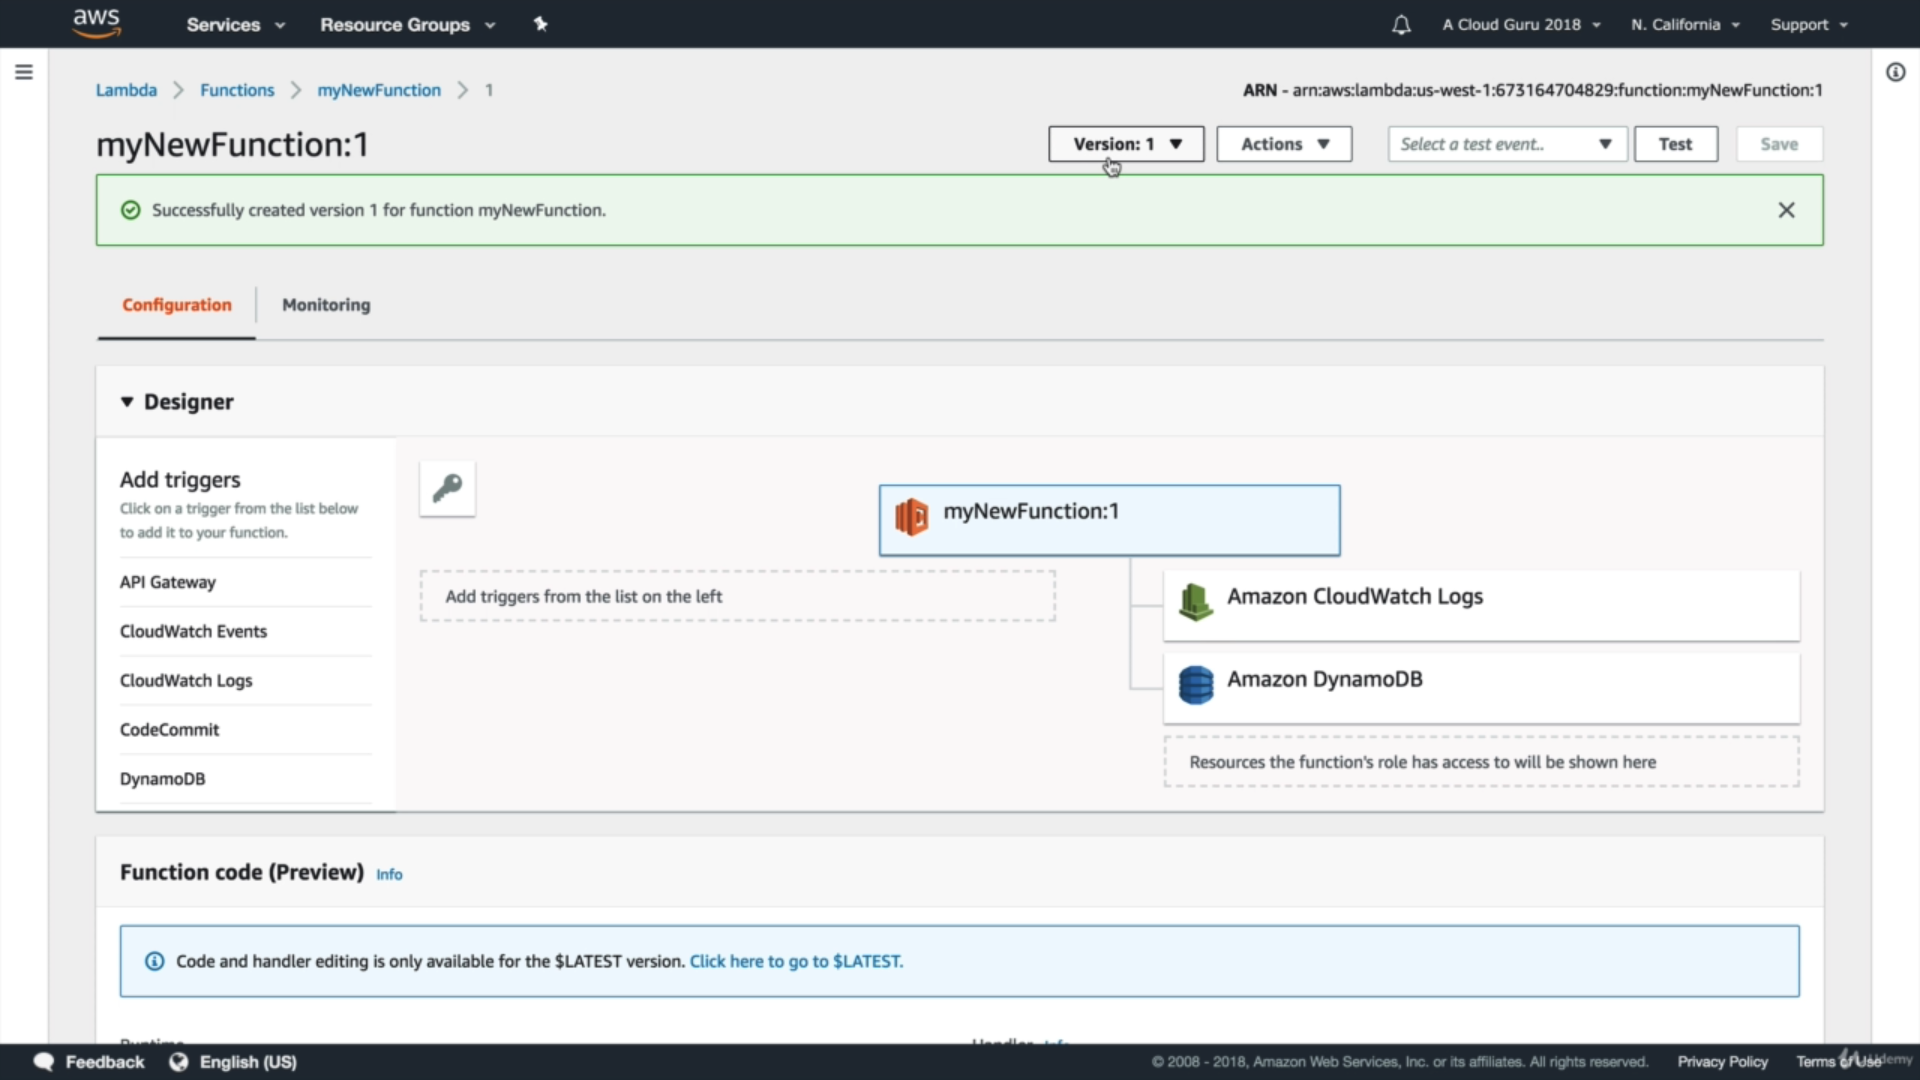 aws Services Resource Groups A Cloud Guru 2018 N. California Support
Lambda Functions myNewFunction 1 ARN - arn:aws:lambda:us-west-1:673164704829:function:myNewFunction:1
myNewFunction:1 Version: 1 Actions Select a test event.. Test Save
Successfully created version 1 for function myNewFunction.
Configuration Monitoring
Designer
Add triggers
Click on a trigger from the list below
to add it to your function.
API Gateway
CloudWatch Events
CloudWatch Logs
CodeCommit
DynamoDB
myNewFunction:1
Add triggers from the list on the left
Amazon CloudWatch Logs
Amazon DynamoDB
Resources the function's role has access to will be shown here
Function code (Preview) Info
Code and handler editing is only available for the $LATEST version. Click here to go to $LATEST.
Runtime Handler Info
Feedback English (US) © 2008 - 2018, Amazon Web Services, Inc. or its affiliates. All rights reserved. Privacy Policy Terms of Use